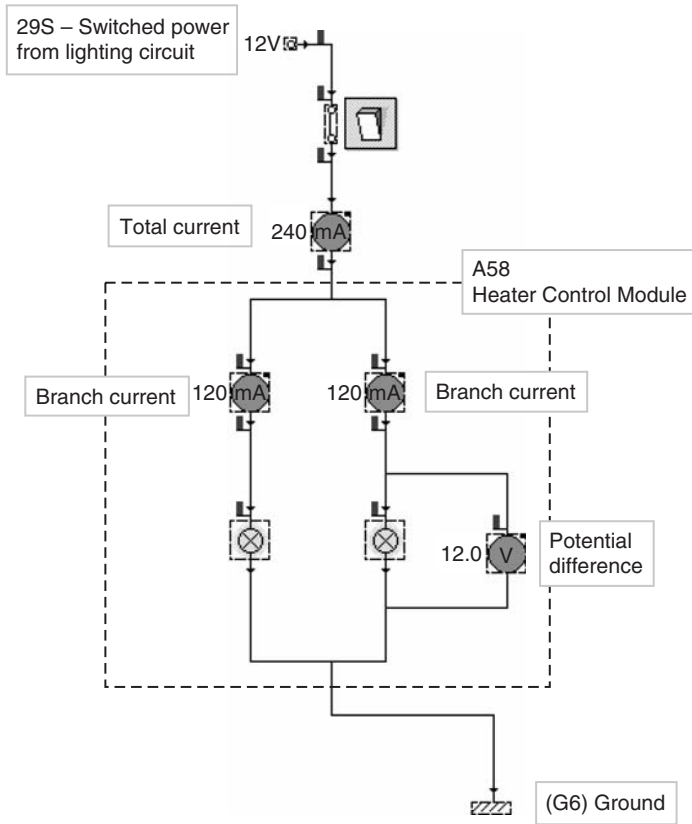 29S – Switched power
from lighting circuit
12V
Total current
240 mA
A58
Heater Control Module
Branch current
120 mA
120 mA
Branch current
12.0 V
Potential
difference
(G6) Ground